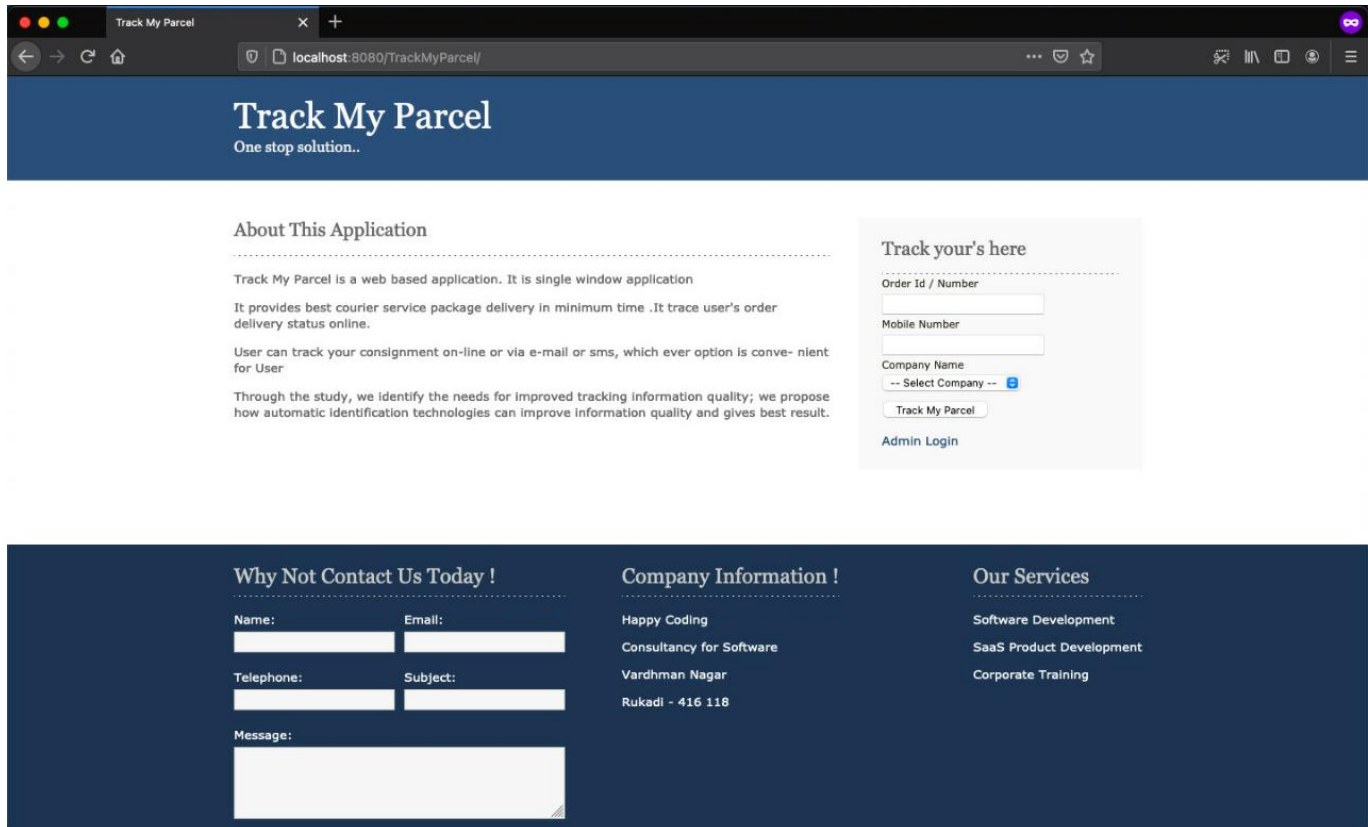 Track My Parcel
localhost:8080/TrackMyParcel/
Track My Parcel
One stop solution..
About This Application
Track My Parcel is a web based application. It is single window application
It provides best courier service package delivery in minimum time .It trace user's order
delivery status online.
User can track your consignment on-line or via e-mail or sms, which ever option is conve- nient
for User
Through the study, we identify the needs for improved tracking information quality; we propose
how automatic identification technologies can improve information quality and gives best result.
Track your's here
Order Id / Number
Mobile Number
Company Name
-- Select Company --
Track My Parcel
Admin Login
Why Not Contact Us Today !
Name:
Email:
Telephone:
Subject:
Message:
Company Information !
Happy Coding
Consultancy for Software
Vardhman Nagar
Rukadi - 416 118
Our Services
Software Development
SaaS Product Development
Corporate Training